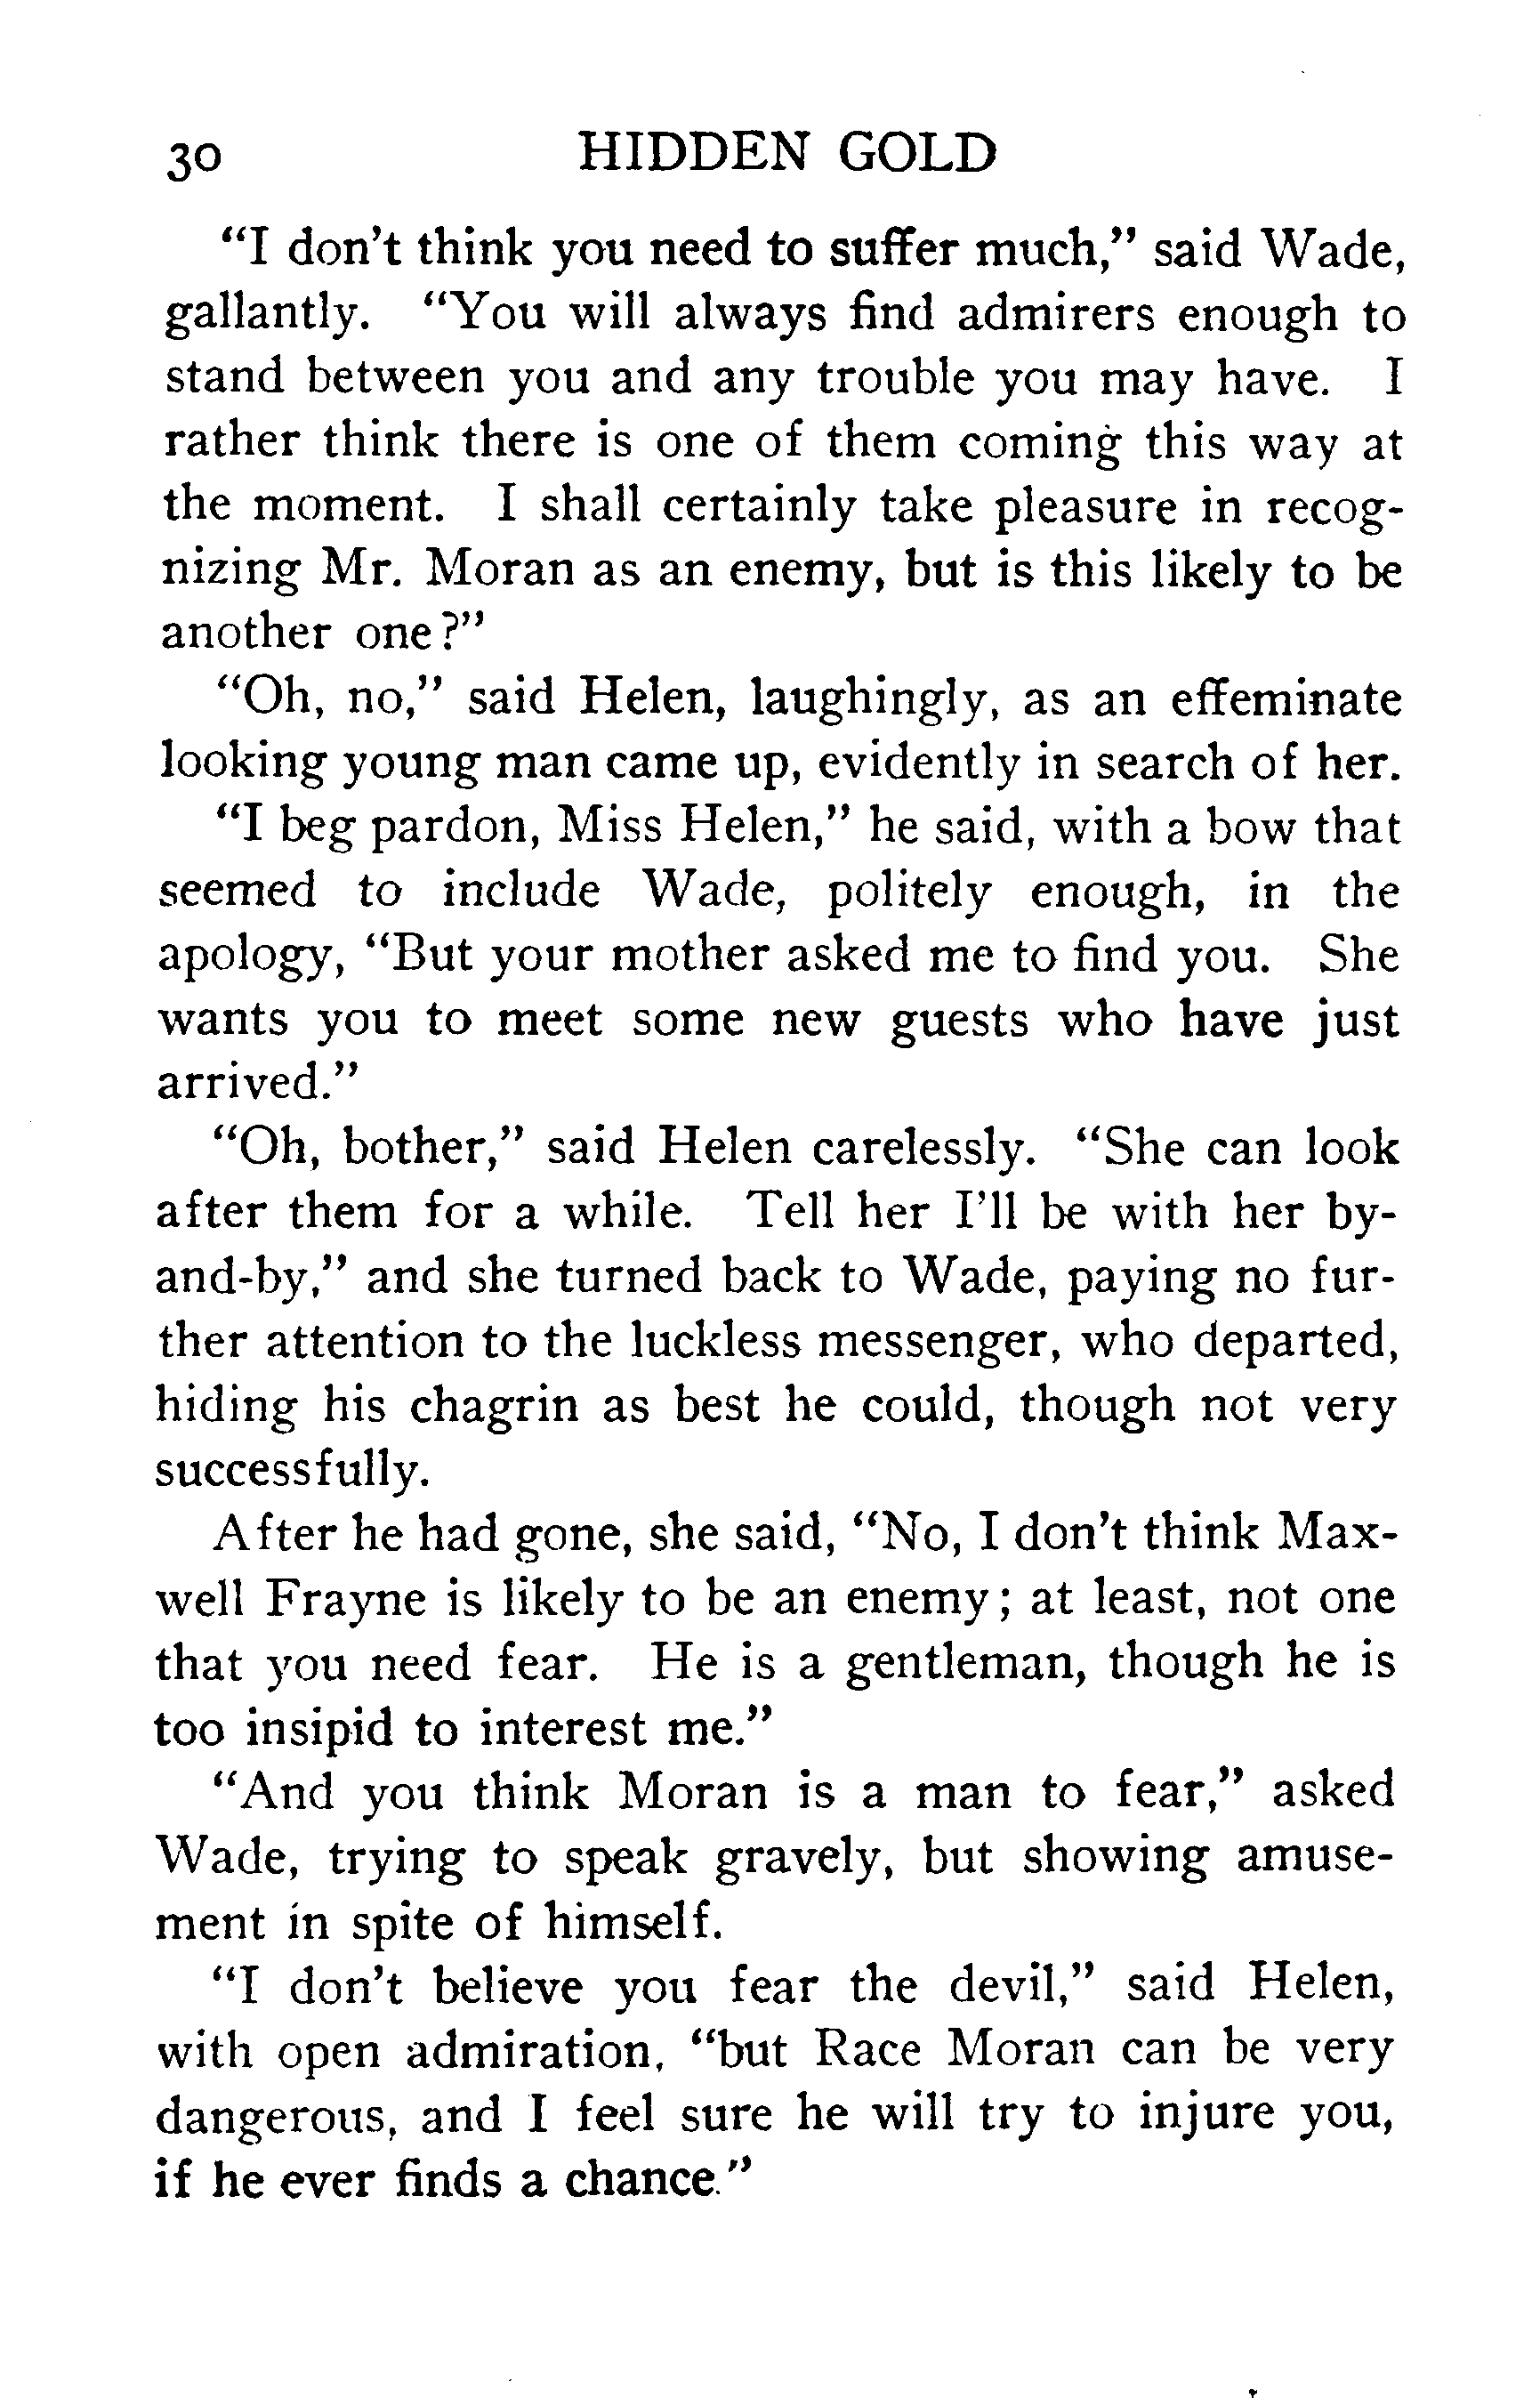 30 HIDDEN GOLD
"I don't think you need to suffer much," said Wade,
gallantly. "You will always find admirers enough to
stand between you and any trouble you may have. I
rather think there is one of them coming this way at
the moment. I shall certainly take pleasure in recog-
nizing Mr. Moran as an enemy, but is this likely to be
another one?"
"Oh, no," said Helen, laughingly, as an effeminate
looking young man came up, evidently in search of her.
"I beg pardon, Miss Helen," he said, with a bow that
seemed to include Wade, politely enough, in the
apology, "But your mother asked me to find you. She
wants you to meet some new guests who have just
arrived."
"Oh, bother," said Helen carelessly. "She can look
after them for a while. Tell her I'll be with her by-
and-by," and she turned back to Wade, paying no fur-
ther attention to the luckless messenger, who departed,
hiding his chagrin as best he could, though not very
successfully.
After he had gone, she said, "No, I don't think Max-
well Frayne is likely to be an enemy; at least, not one
that you need fear. He is a gentleman, though he is
too insipid to interest me."
"And you think Moran is a man to fear," asked
Wade, trying to speak gravely, but showing amuse-
ment in spite of himself.
"I don't believe you fear the devil," said Helen,
with open admiration, "but Race Moran can be very
dangerous, and I feel sure he will try to injure you,
if he ever finds a chance."